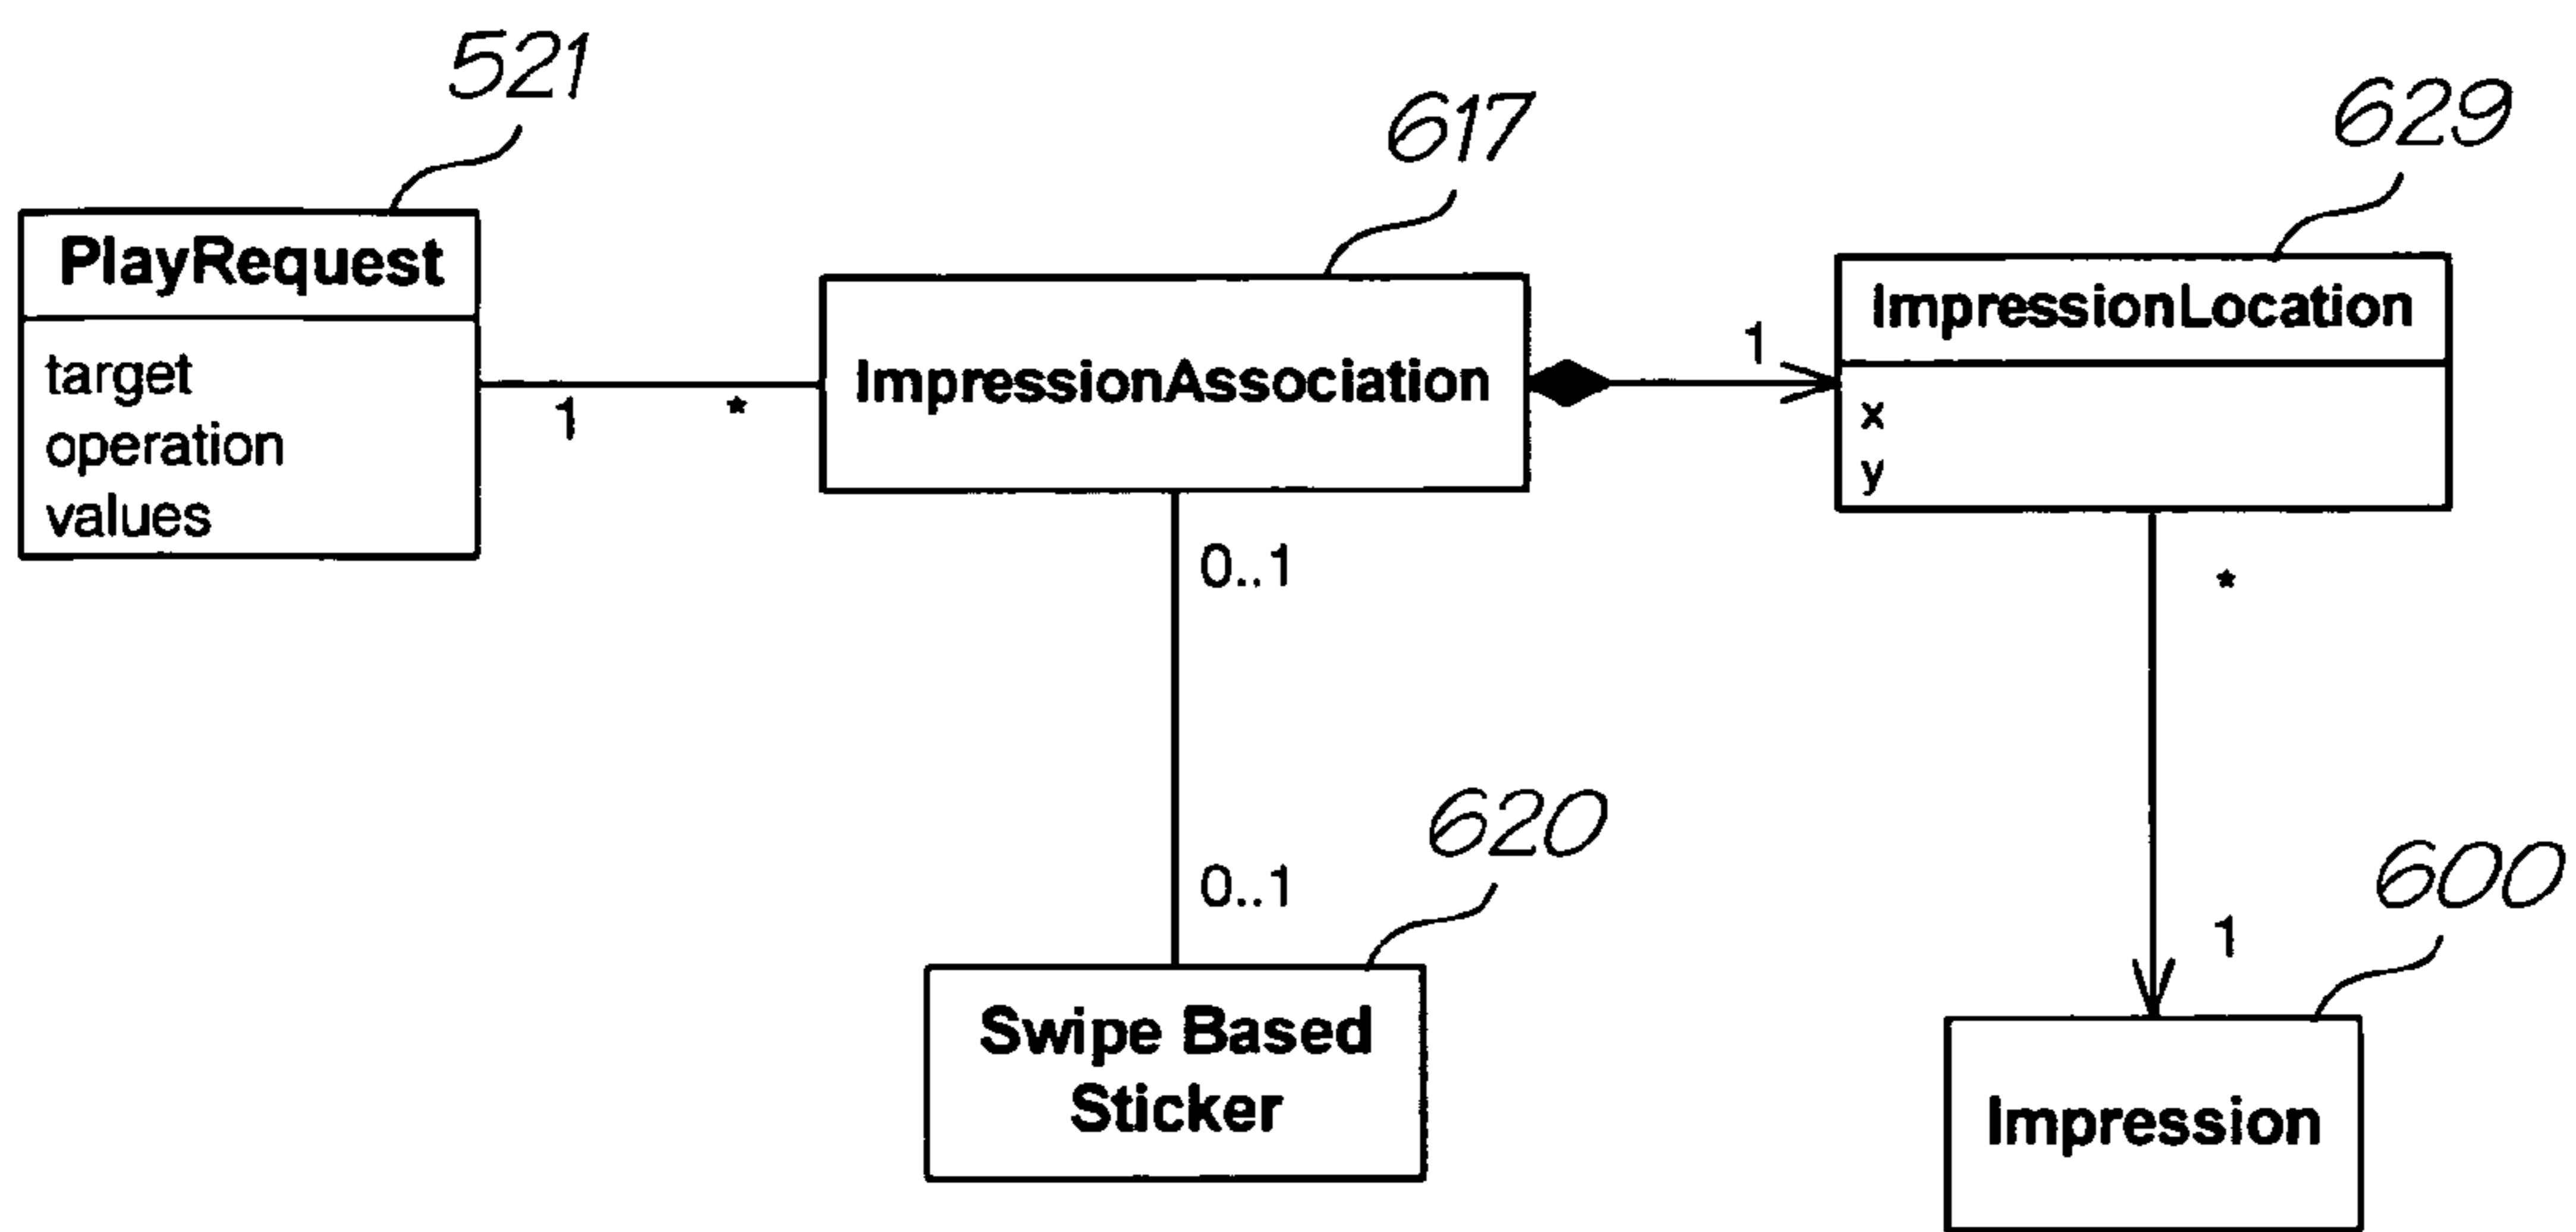 521
617
629
PlayRequest
target
operation
values
1
*
ImpressionAssociation
1
ImpressionLocation
x
y
0..1
*
0..1
620
Swipe Based
Sticker
1
600
Impression